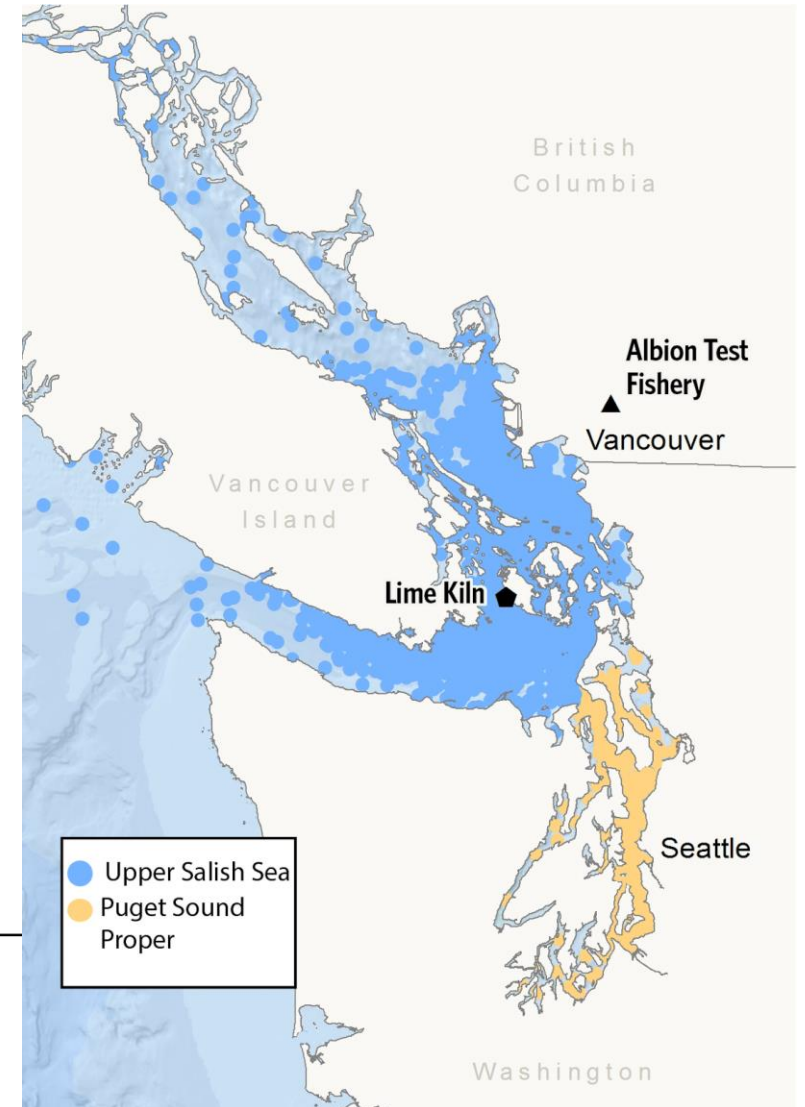 British
Columbia
Albion Test
Fishery
Vancouver
Vancouver
Island
Lime Kiln
Seattle
Upper Salish Sea
Puget Sound
Proper
Washington